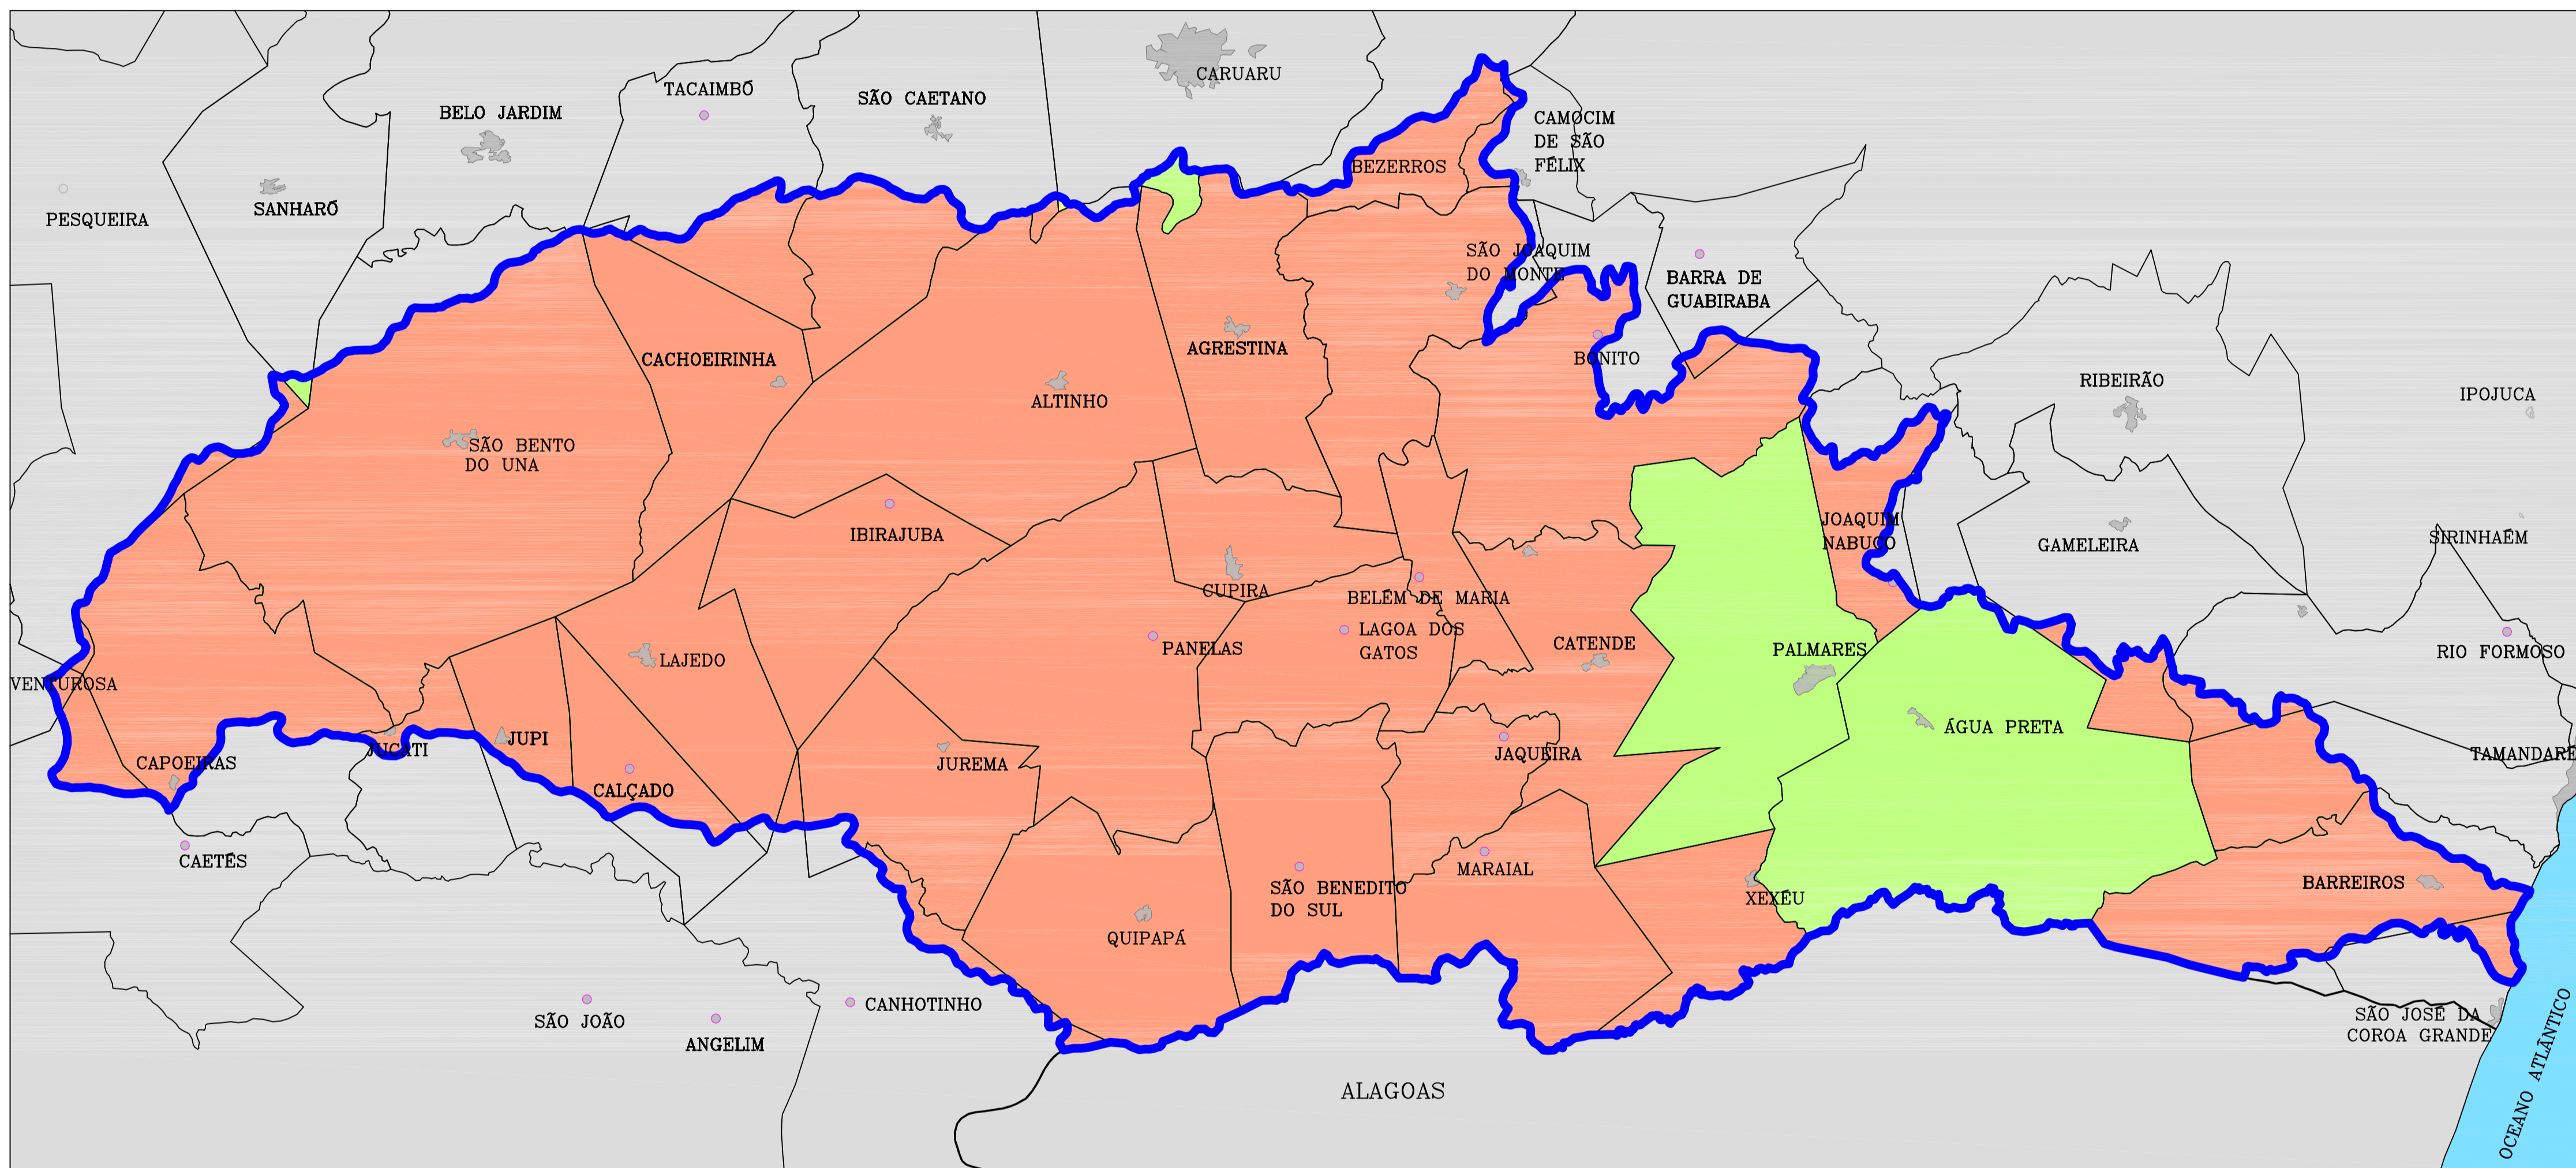 CARUARU
TACAIMBÓ
SÃO CAETANO
BELO JARDIM
CAMOCIM
DE SÃO
FÉLIX
BEZERROS
SANHARÓ
PESQUEIRA
SÃO JOAQUIM
DO MONTE
BARRA DE
GUABIRABA
AGRESTINA
CACHOEIRINHA
BONITO
RIBEIRÃO
IPOJUCA
ALTINHO
SÃO BENTO
DO UNA
JOAQUIM
NABUCO
IBIRAJUBA
GAMELEIRA
SIRINHAÉM
CUPIRA
BELÉM DE MARIA
LAGOA DOS
GATOS
PANELAS
CATENDE
PALMARES
RIO FORMOSO
LAJEDO
VENTUROSA
ÁGUA PRETA
JUPI
JUCATI
CAPOEIRAS
JUREMA
JAQUEIRA
TAMANDARÉ
CALÇADO
CAETÉS
MARAIAL
SÃO BENEDITO
DO SUL
XEXÉU
BARREIROS
QUIPAPÁ
CANHOTINHO
SÃO JOÃO
ANGELIM
SÃO JOSÉ DA
COROA GRANDE
ALAGOAS
OCEANO ATLÂNTICO